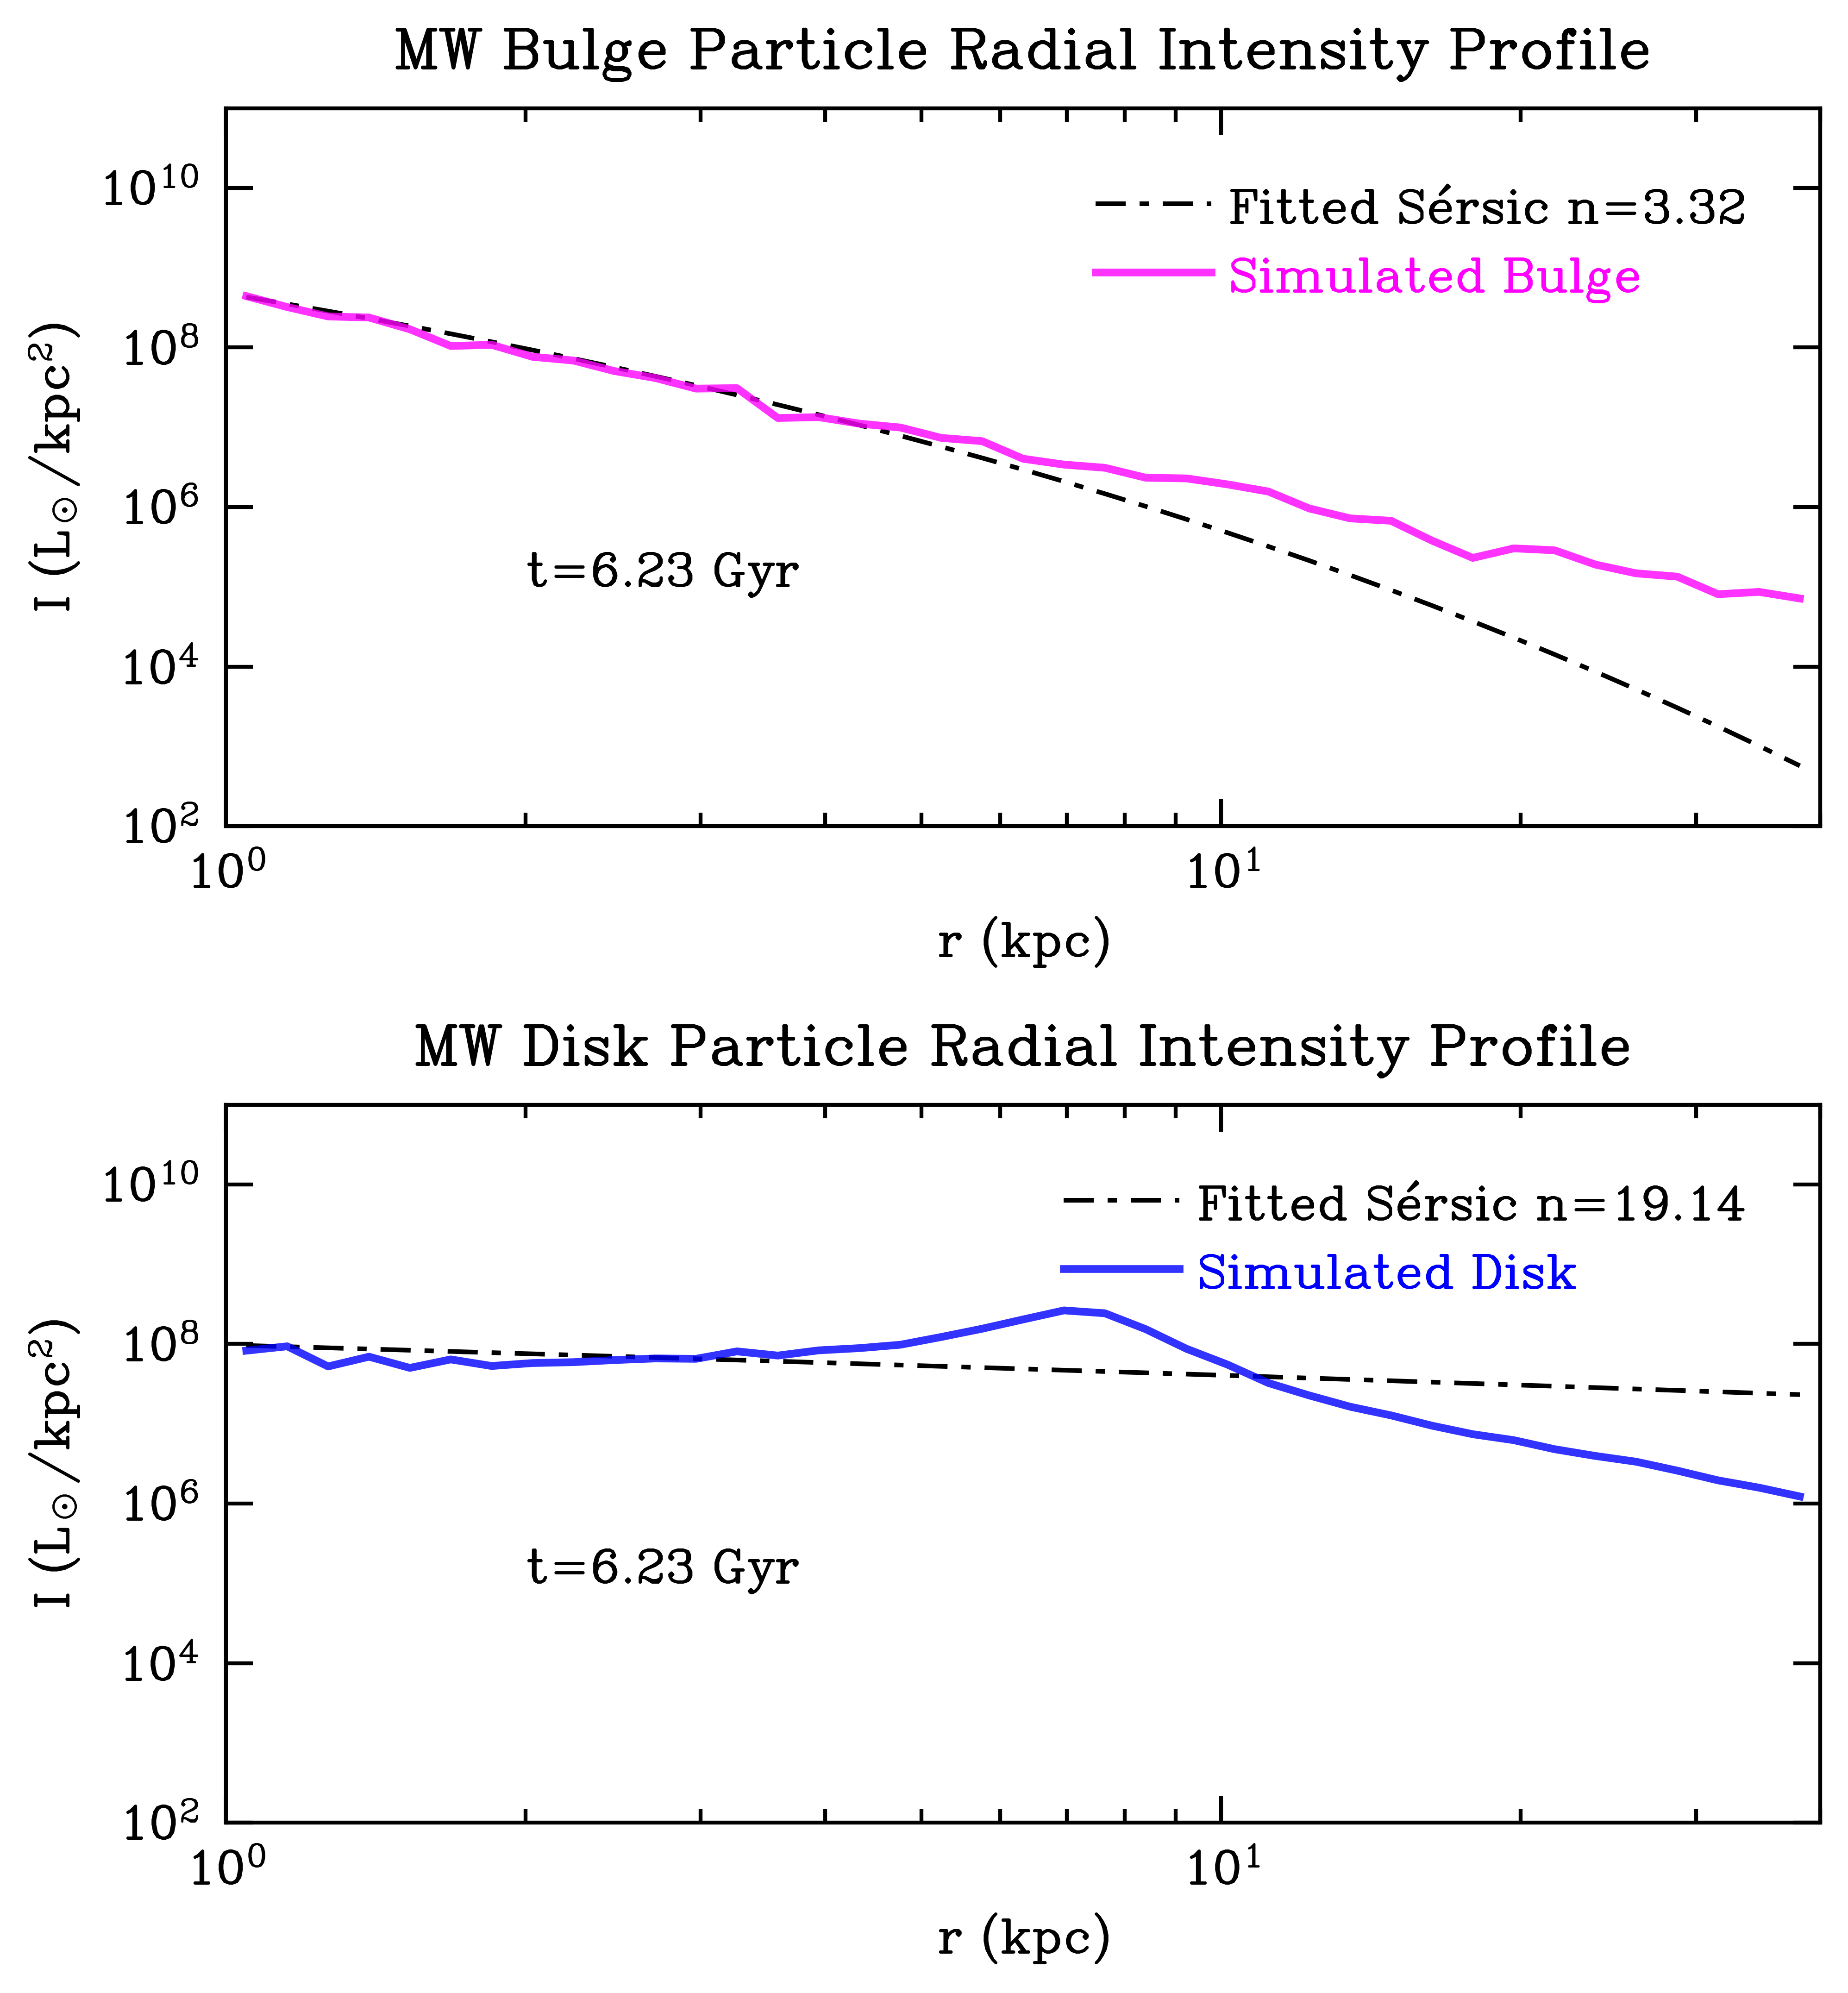 MW Bulge Particle Radial Intensity Profile
10¹⁰
10⁸
10⁶
10⁴
10²
I (L☉/kpc²)
Fitted Sérsic n=3.32
Simulated Bulge
t=6.23 Gyr
10⁰ 10¹
r (kpc)
MW Disk Particle Radial Intensity Profile
10¹⁰
10⁸
10⁶
10⁴
10²
I (L☉/kpc²)
Fitted Sérsic n=19.14
Simulated Disk
t=6.23 Gyr
10⁰ 10¹
r (kpc)